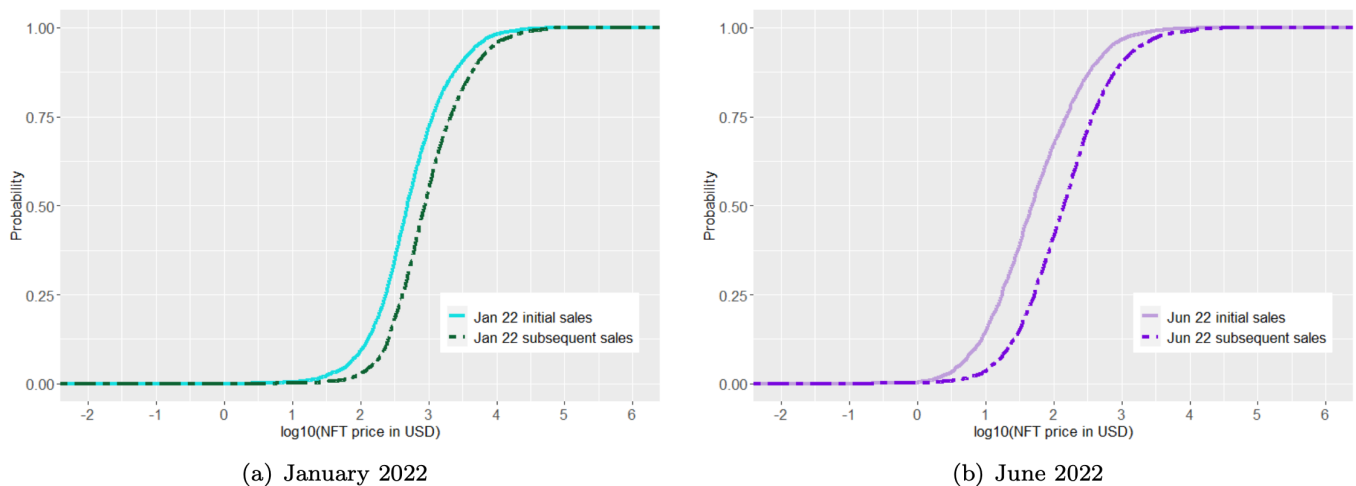 1.00
0.75
0.50
0.25
0.00
Probability
-2 -1 0 1 2 3 4 5 6
log10(NFT price in USD)
Jan 22 initial sales
Jan 22 subsequent sales
(a) January 2022
1.00
0.75
0.50
0.25
0.00
Probability
-2 -1 0 1 2 3 4 5 6
log10(NFT price in USD)
Jun 22 initial sales
Jun 22 subsequent sales
(b) June 2022